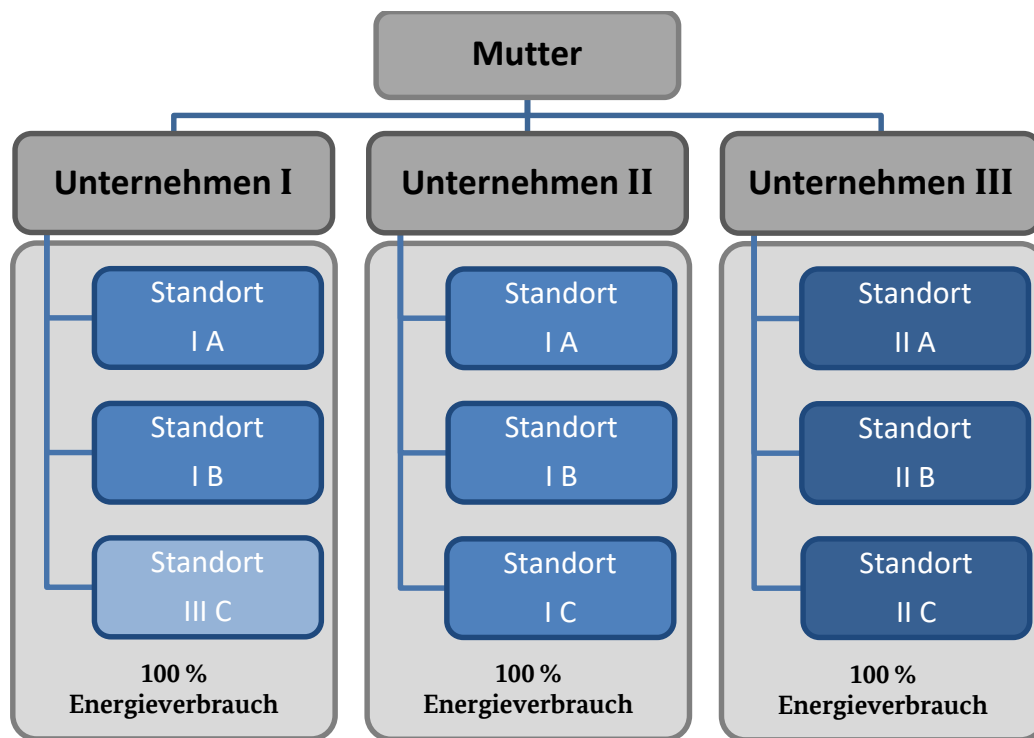 Mutter
Unternehmen I
Standort
I A
Standort
I B
Standort
III C
100 %
Energieverbrauch
Unternehmen II
Standort
I A
Standort
I B
Standort
I C
100 %
Energieverbrauch
Unternehmen III
Standort
II A
Standort
II B
Standort
II C
100 %
Energieverbrauch